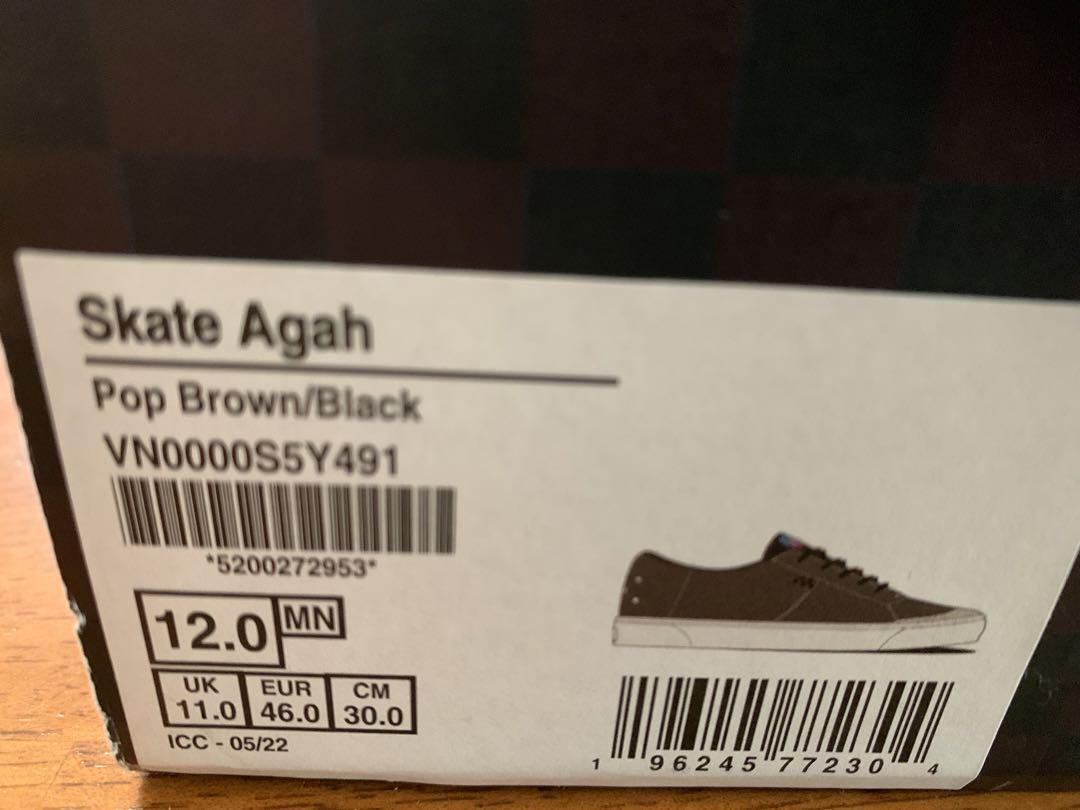 Skate Agah
Pop Brown/Black
VN0000S5Y491
*5200272953*
12.0 MN
UK EUR CM
11.0 46.0 30.0
ICC - 05/22
1 96245 77230 4